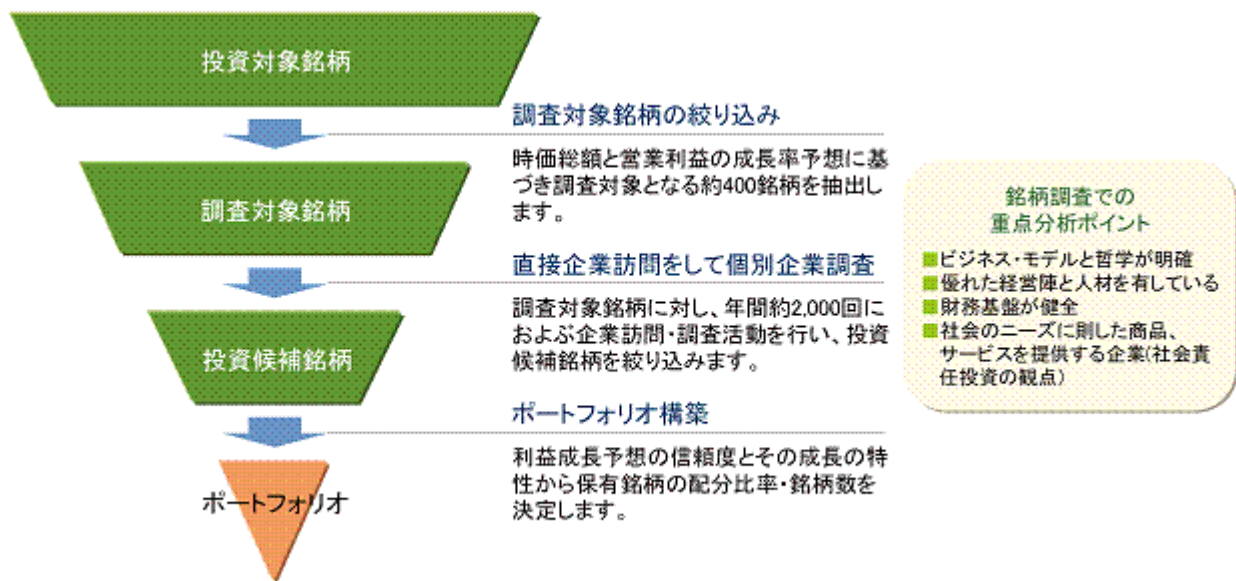 投資対象銘柄
調査対象銘柄の絞り込み
時価総額と営業利益の成長率予想に基
づき調査対象となる約400銘柄を抽出し
ます。
調査対象銘柄
直接企業訪問をして個別企業調査
調査対象銘柄に対し、年間約2,000回に
および企業訪問・調査活動を行い、投資
候補銘柄を絞り込みます。
投資候補銘柄
ポートフォリオ構築
利益成長予想の信頼度とその成長の特
性から保有銘柄の配分比率・銘柄数を
決定します。
ポートフォリオ
銘柄調査での
重点分析ポイント
■ビジネス・モデルと哲学が明確
■優れた経営陣と人材を有している
■財務基盤が健全
■社会のニーズに則した商品、
サービスを提供する企業(社会責
任投資の観点)